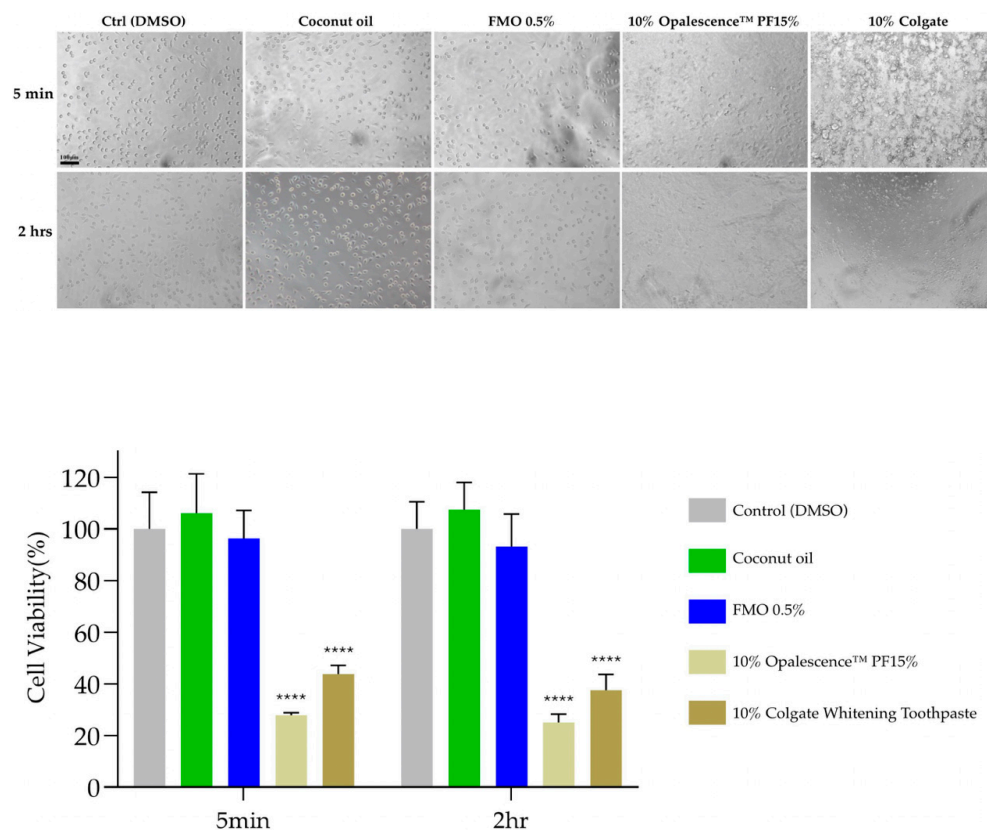 Ctrl (DMSO) Coconut oil FMO 0.5% 10% Opalescence™ PF15% 10% Colgate
5 min
100μm
2 hrs
120
100
80
60
40
20
0
Cell Viability(%)
**** ****
**** ****
5min 2hr
Control (DMSO)
Coconut oil
FMO 0.5%
10% Opalescence™ PF15%
10% Colgate Whitening Toothpaste